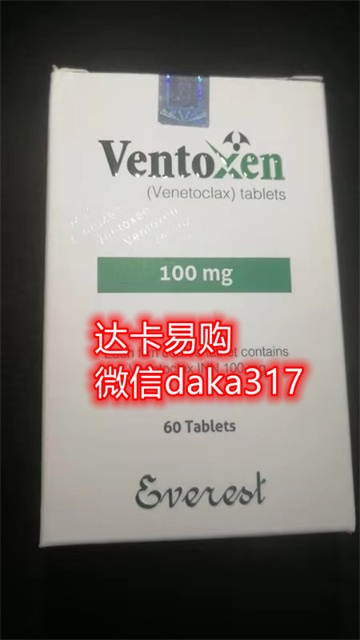 Ventoxen
(Venetoclax) tablets
Ventoxen
100 mg
达卡易购
contains
微信daka317
60 Tablets
Everest